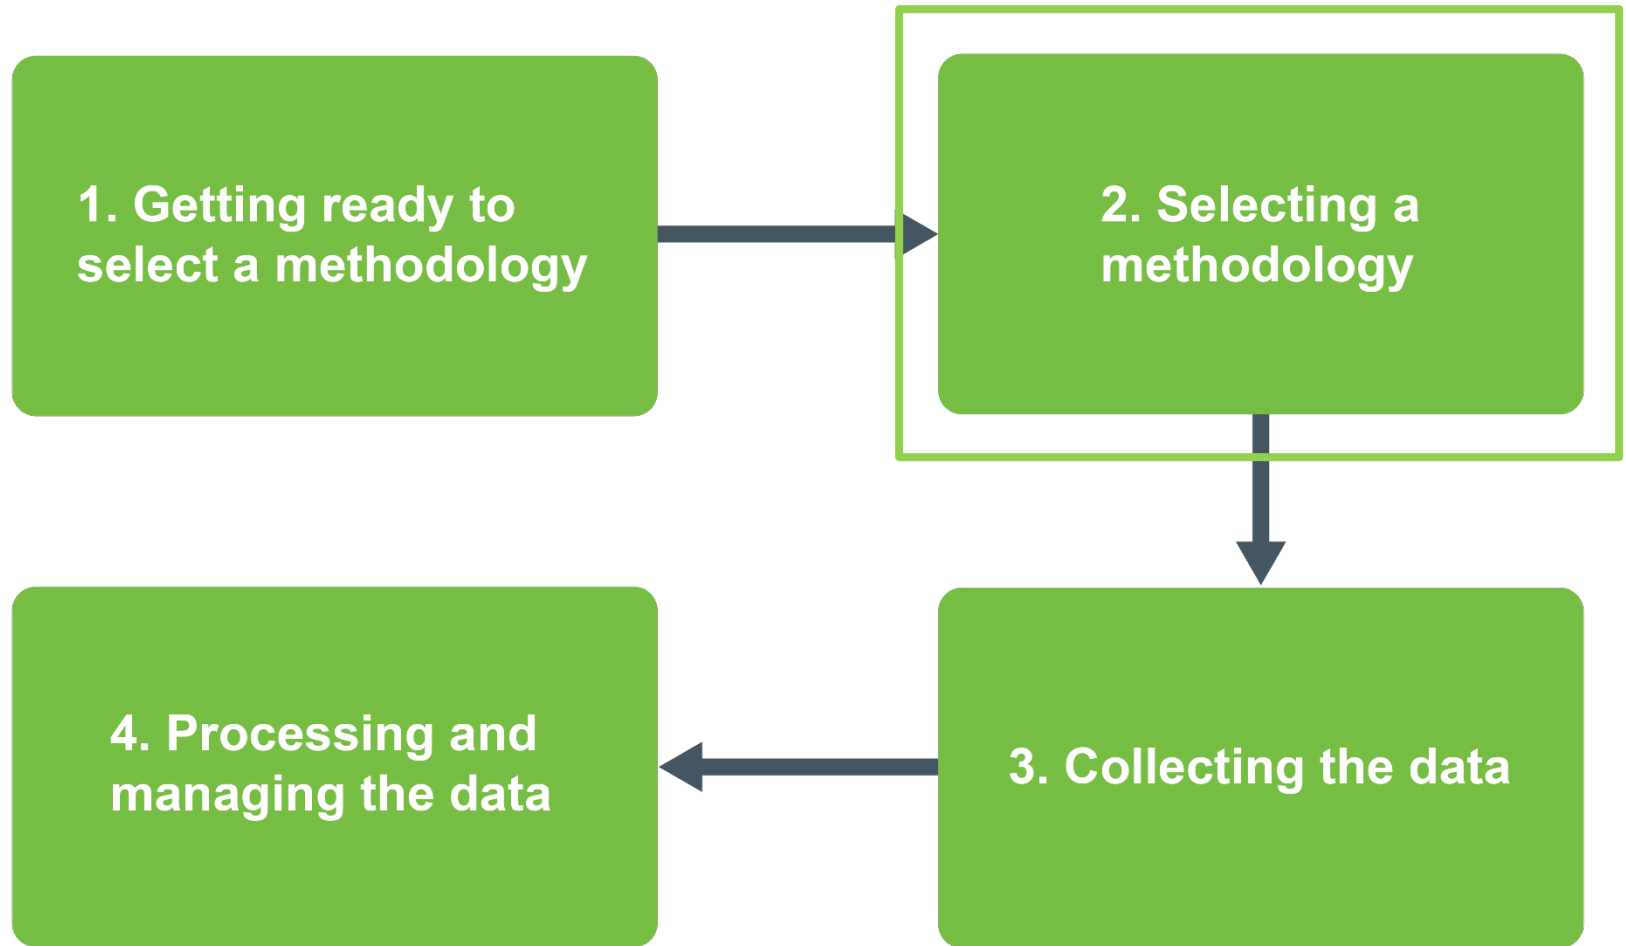 1. Getting ready to
select a methodology
2. Selecting a
methodology
3. Collecting the data
4. Processing and
managing the data